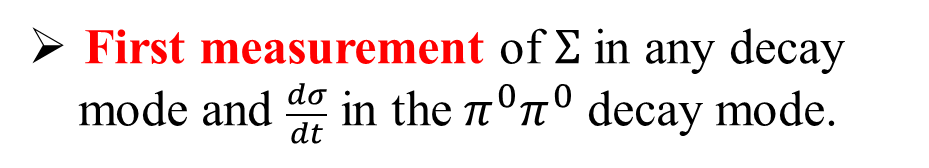 ➢ First measurement of Σ in any decay
mode and dσ/dt in the π⁰π⁰ decay mode.